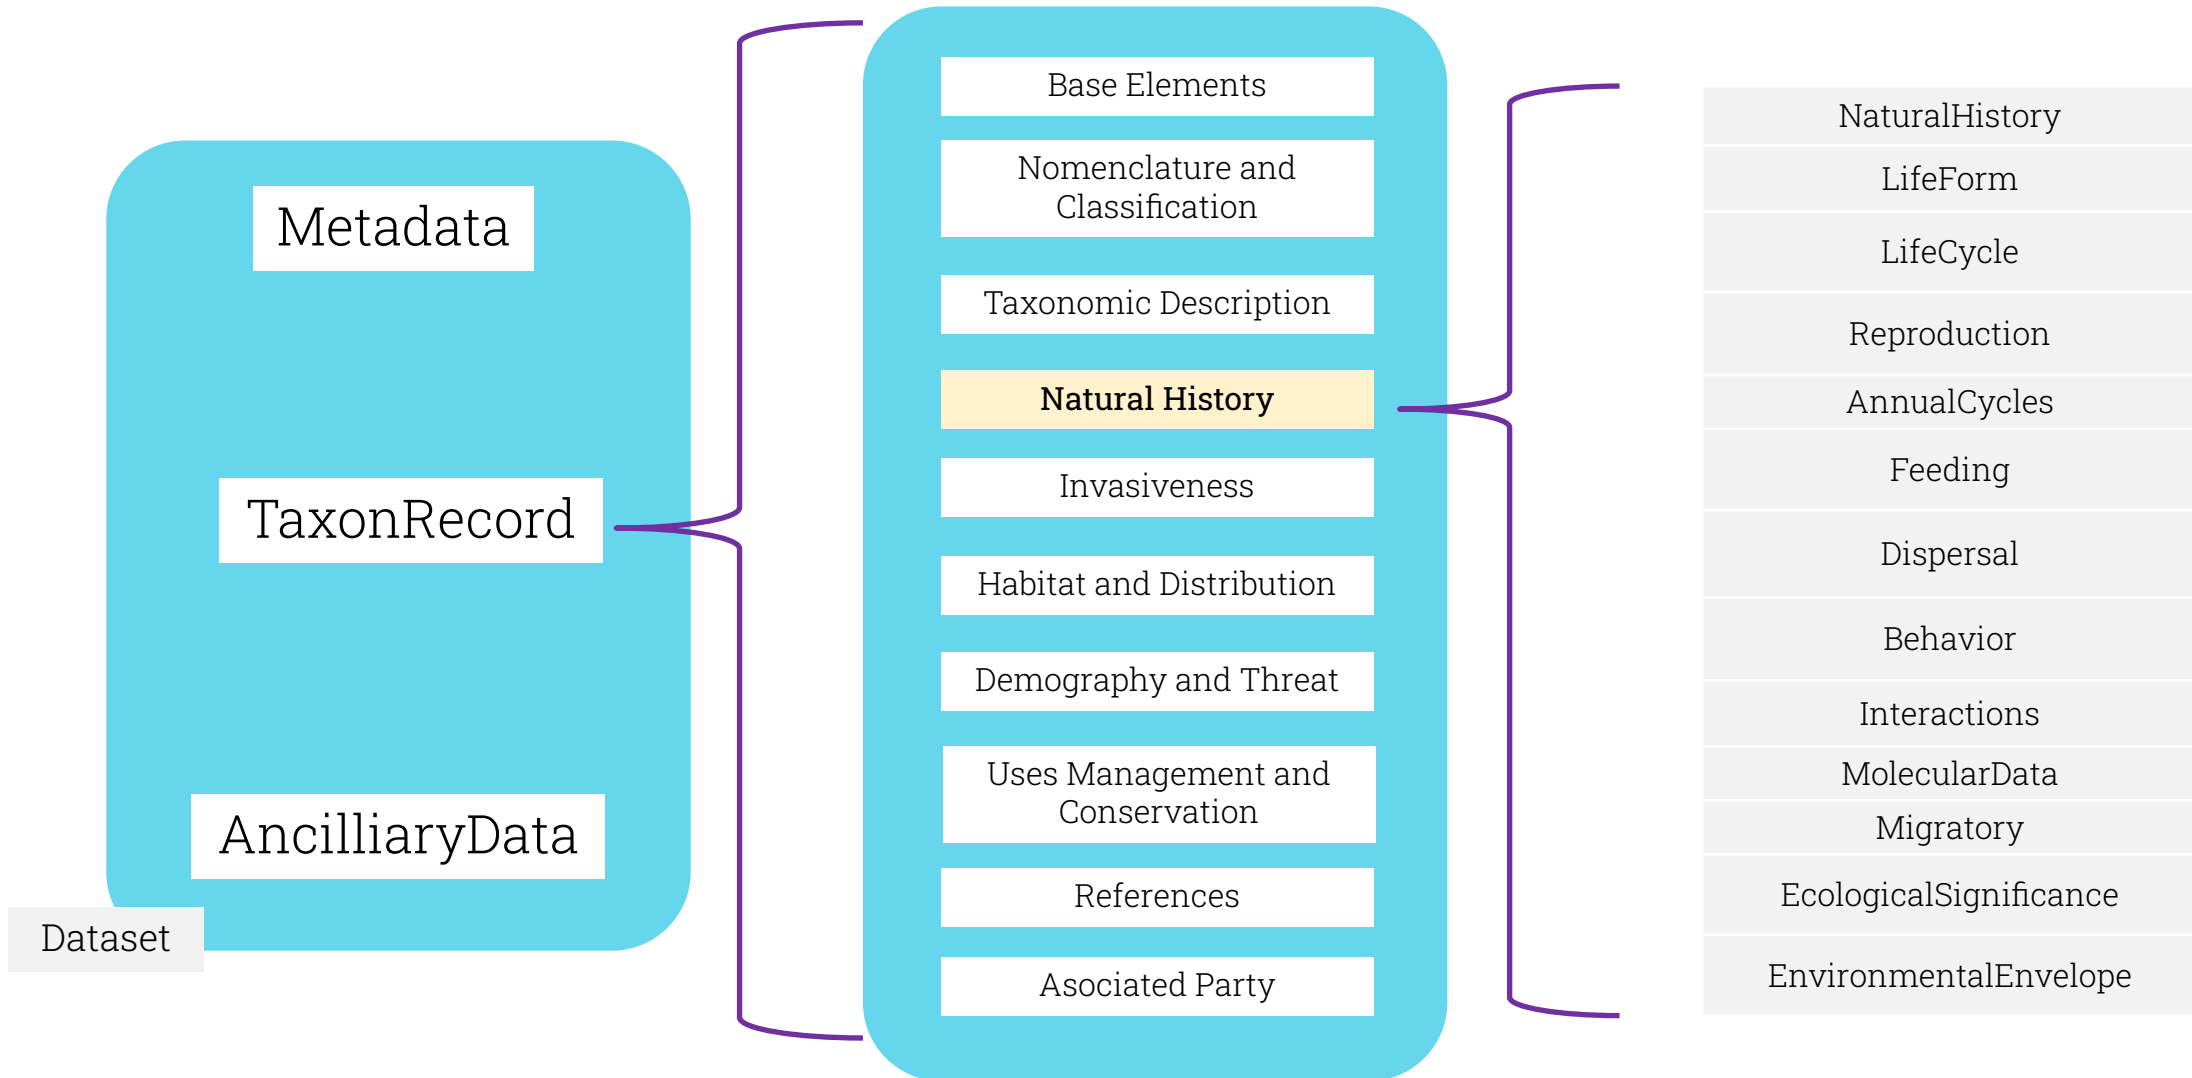 Metadata
TaxonRecord
AncilliaryData
Dataset
Base Elements
Nomenclature and
Classification
Taxonomic Description
Natural History
Invasiveness
Habitat and Distribution
Demography and Threat
Uses Management and
Conservation
References
Asociated Party
NaturalHistory
LifeForm
LifeCycle
Reproduction
AnnualCycles
Feeding
Dispersal
Behavior
Interactions
MolecularData
Migratory
EcologicalSignificance
EnvironmentalEnvelope